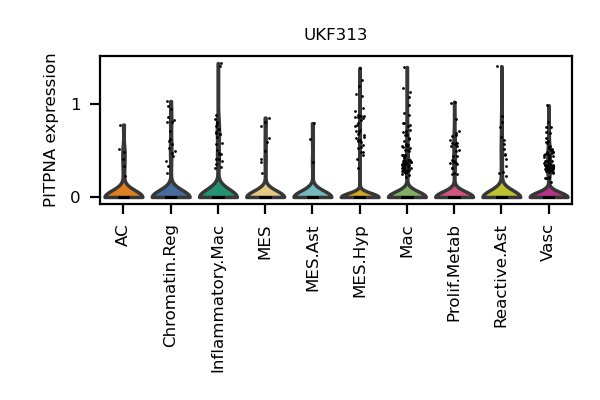 UKF313
PITPNA expression
1
0
AC
Chromatin.Reg
Inflammatory.Mac
MES
MES.Ast
MES.Hyp
Mac
Prolif.Metab
Reactive.Ast
Vasc